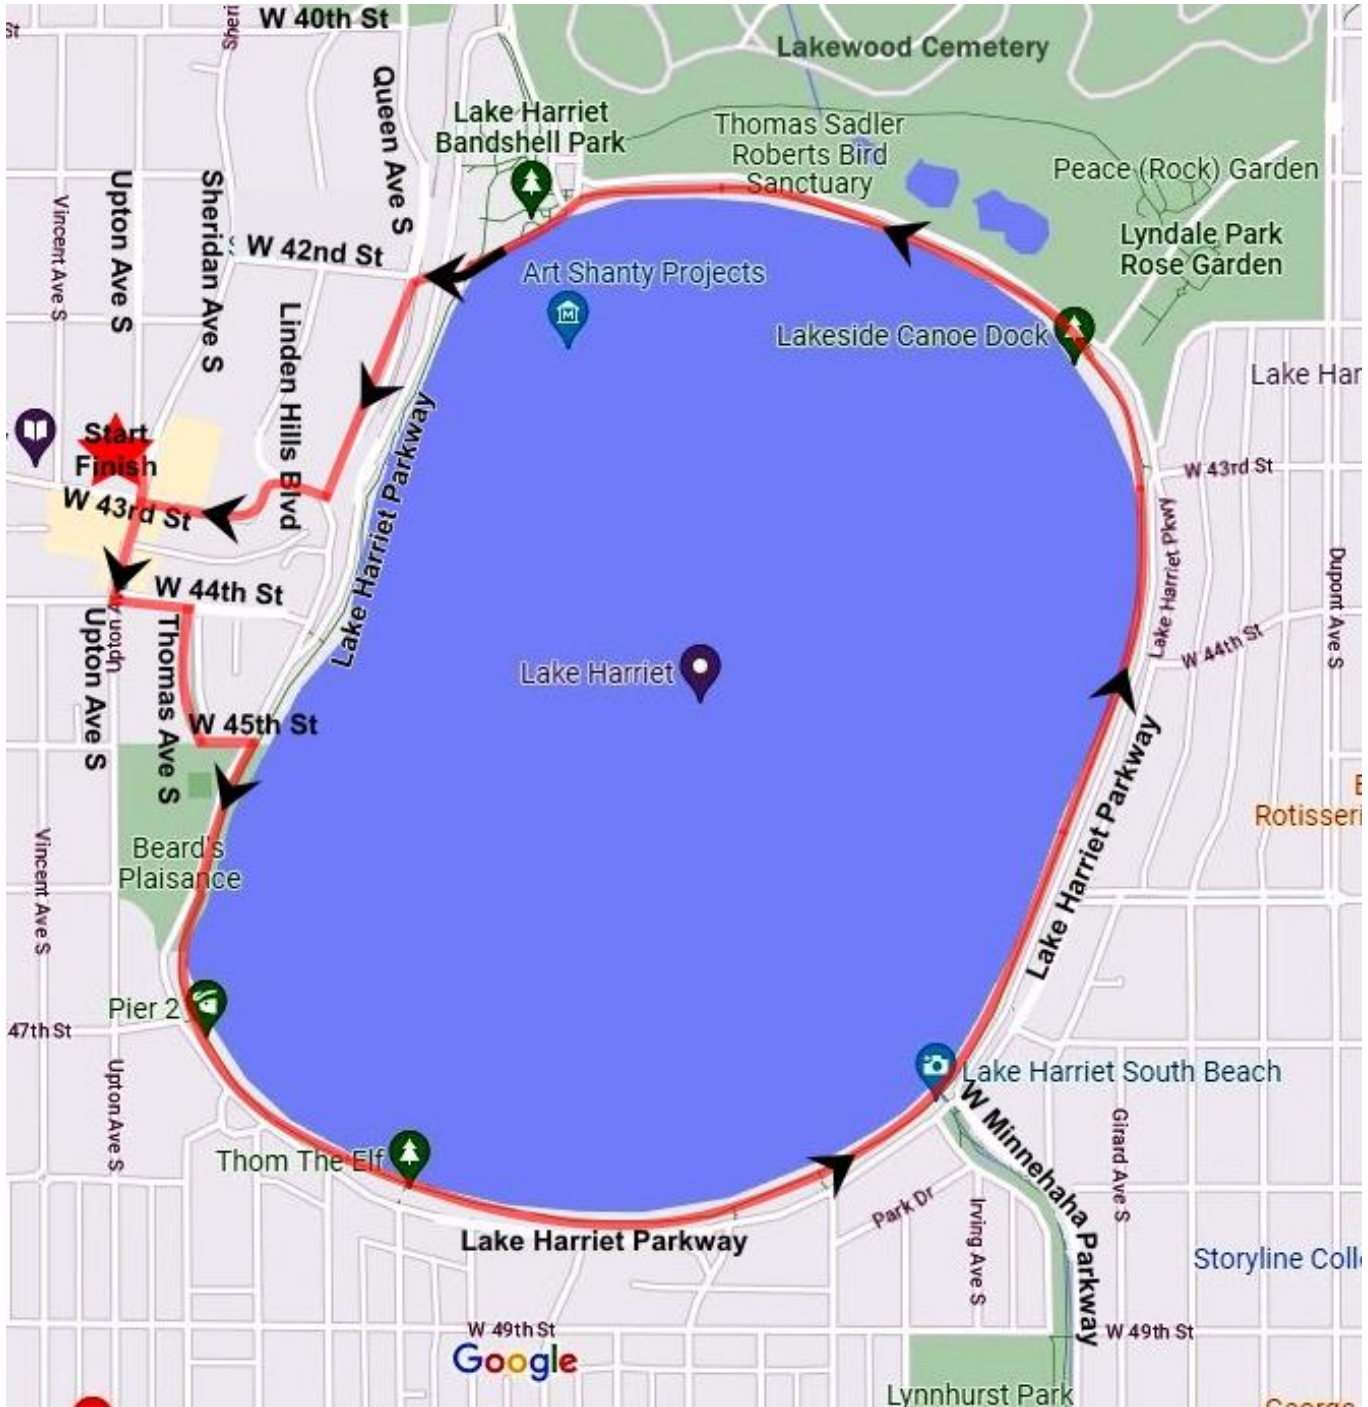 W 40th St
Lakewood Cemetery
Queen Ave S
Lake Harriet
Bandshell Park
Thomas Sadler
Roberts Bird
Sanctuary
Peace (Rock) Garden
Upton Ave S
Sheridan Ave S
Vincent Ave S
W 42nd St
Lyndale Park
Rose Garden
Art Shanty Projects
Linden Hills Blvd
Lakeside Canoe Dock
Lake Har
Start
Finish
W 43rd St
Lake Harriet Parkway
W 43rd St
Lake Harriet Pkwy
Dupont Ave S
W 44th St
Upton Ave S
Upton A
Thomas Ave S
Lake Harriet
W 44th St
W 45th St
Lake Harriet Parkway
Rotisseri
Vincent Ave S
Beard's
Plaisance
Pier 2
47th St
Upton Ave S
Lake Harriet South Beach
W Minnehaha Parkway
Girard Ave S
Thom The Elf
Park Dr
Irving Ave S
Lake Harriet Parkway
Storyline Coll
W 49th St
W 49th St
Google
Lynnhurst Park